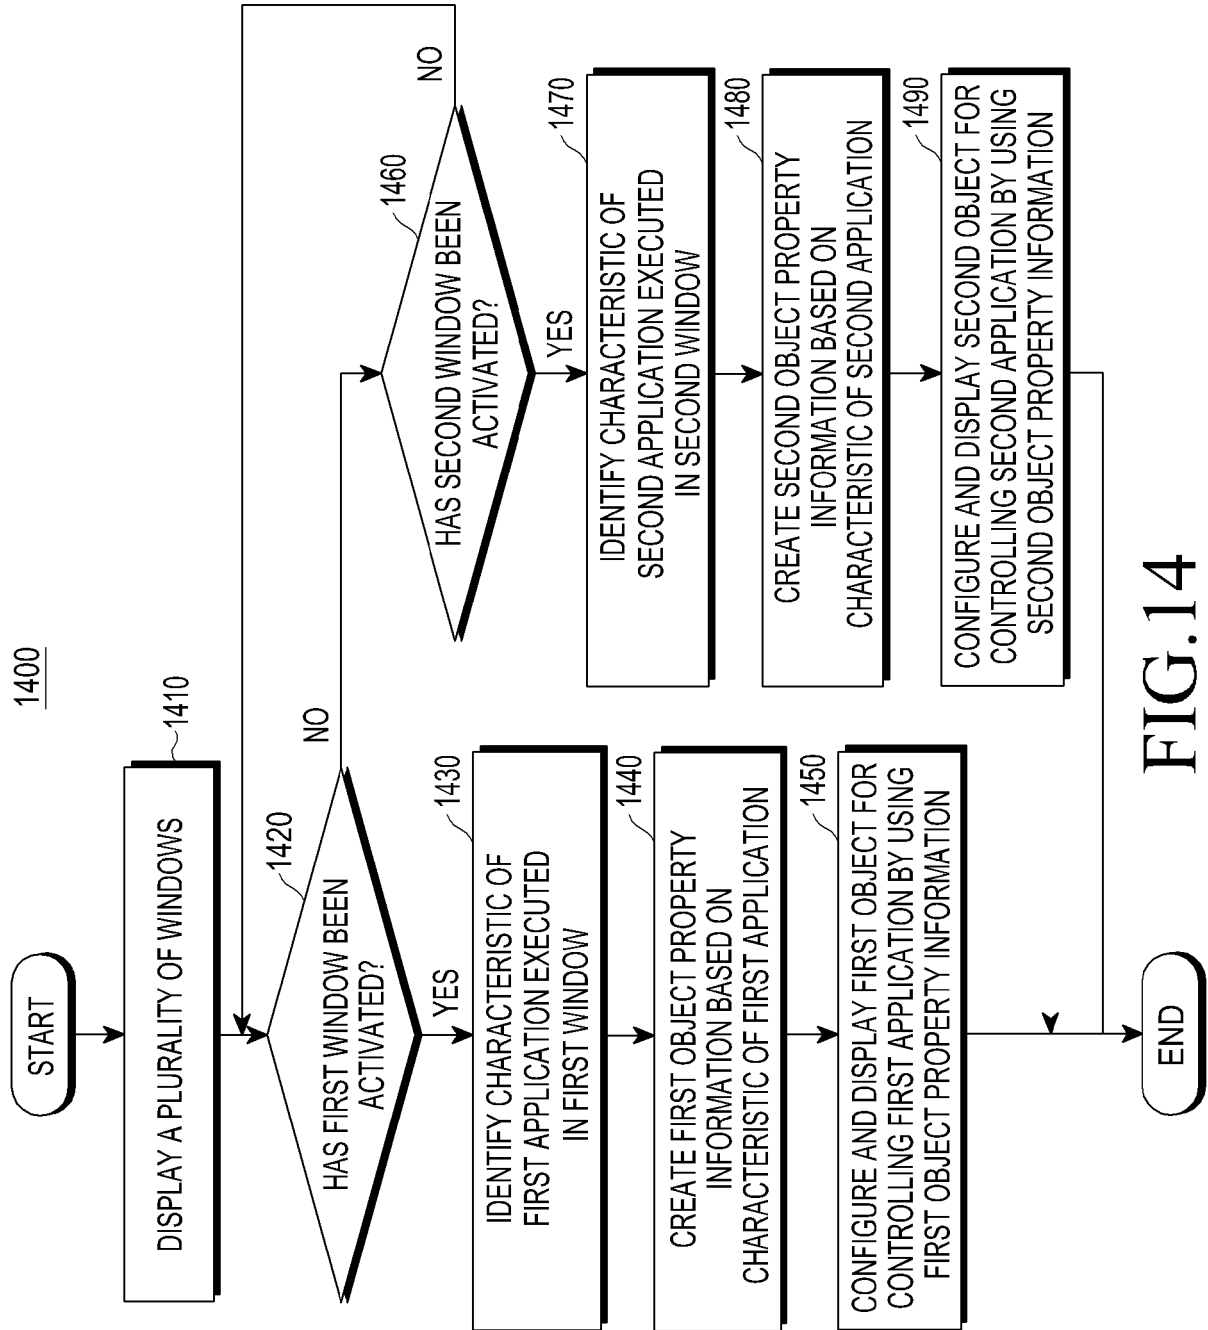 1400
START
DISPLAY A PLURALITY OF WINDOWS
1410
HAS FIRST WINDOW BEEN
ACTIVATED?
1420
NO
YES
IDENTIFY CHARACTERISTIC OF
FIRST APPLICATION EXECUTED
IN FIRST WINDOW
1430
CREATE FIRST OBJECT PROPERTY
INFORMATION BASED ON
CHARACTERISTIC OF FIRST APPLICATION
1440
CONFIGURE AND DISPLAY FIRST OBJECT FOR
CONTROLLING FIRST APPLICATION BY USING
FIRST OBJECT PROPERTY INFORMATION
1450
HAS SECOND WINDOW BEEN
ACTIVATED?
1460
NO
YES
IDENTIFY CHARACTERISTIC OF
SECOND APPLICATION EXECUTED
IN SECOND WINDOW
1470
CREATE SECOND OBJECT PROPERTY
INFORMATION BASED ON
CHARACTERISTIC OF SECOND APPLICATION
1480
CONFIGURE AND DISPLAY SECOND OBJECT FOR
CONTROLLING SECOND APPLICATION BY USING
SECOND OBJECT PROPERTY INFORMATION
1490
END
FIG.14